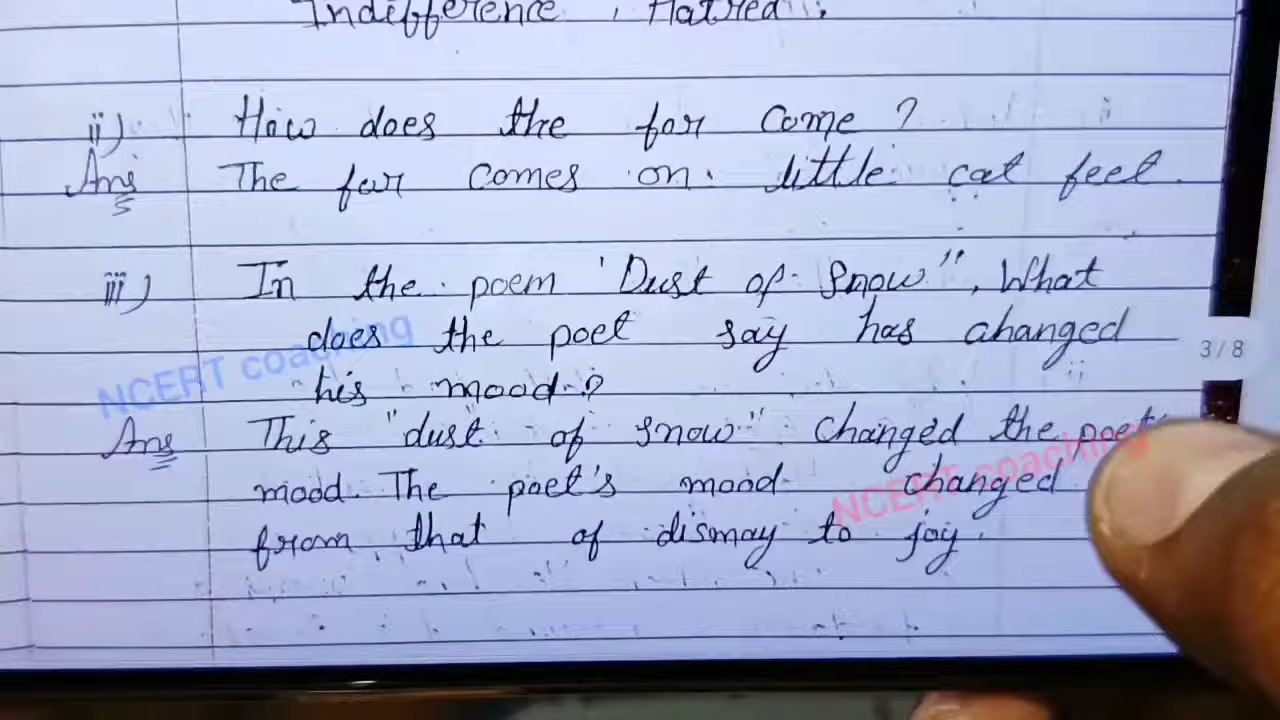 Indifference, Hatred.
ii) How does the for come?
Ans The for comes on little cat feet.
iii) In the poem 'Dust of Snow", What
does the poet say has changed
his mood?
Ans This "dust of snow" Changed the poet
mood. The poet's mood changed
from that of dismay to joy.
NCERT coaching
NCERT coaching
3/8